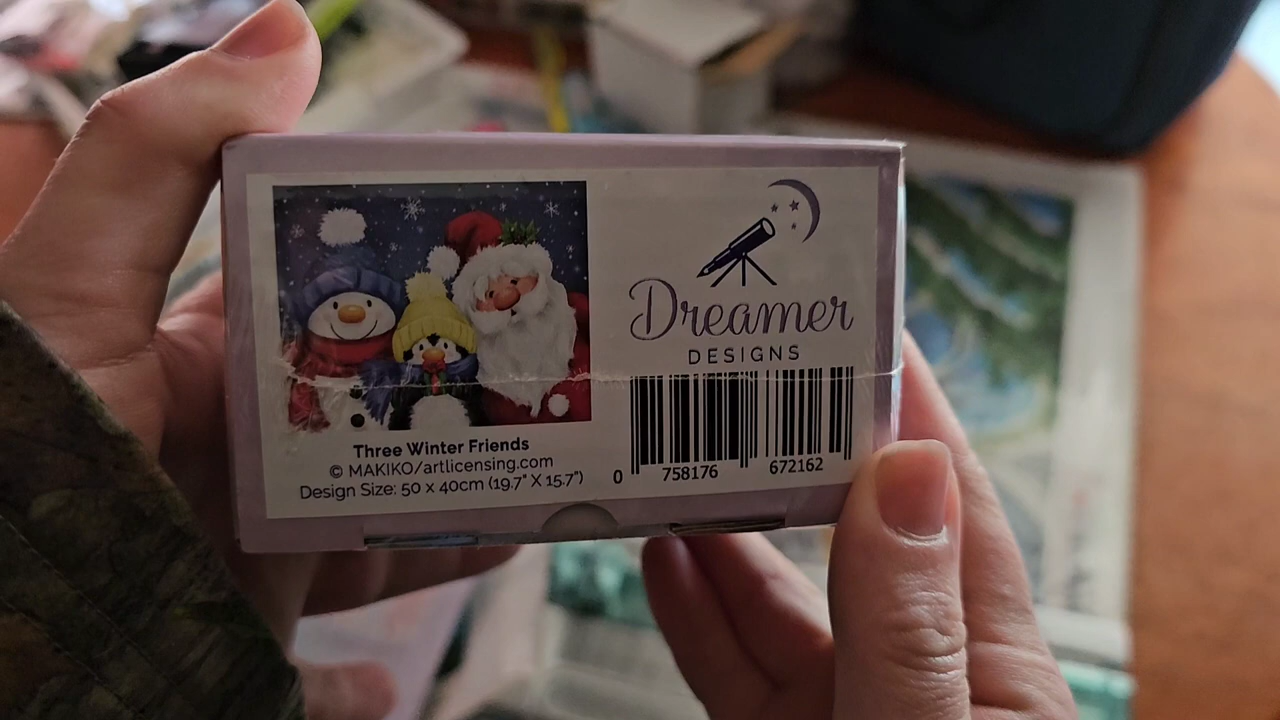 Dreamer
DESIGNS
Three Winter Friends
© MAKIKO/artlicensing.com
Design Size: 50 x 40cm (19.7" X 15.7")
0 758176 672162